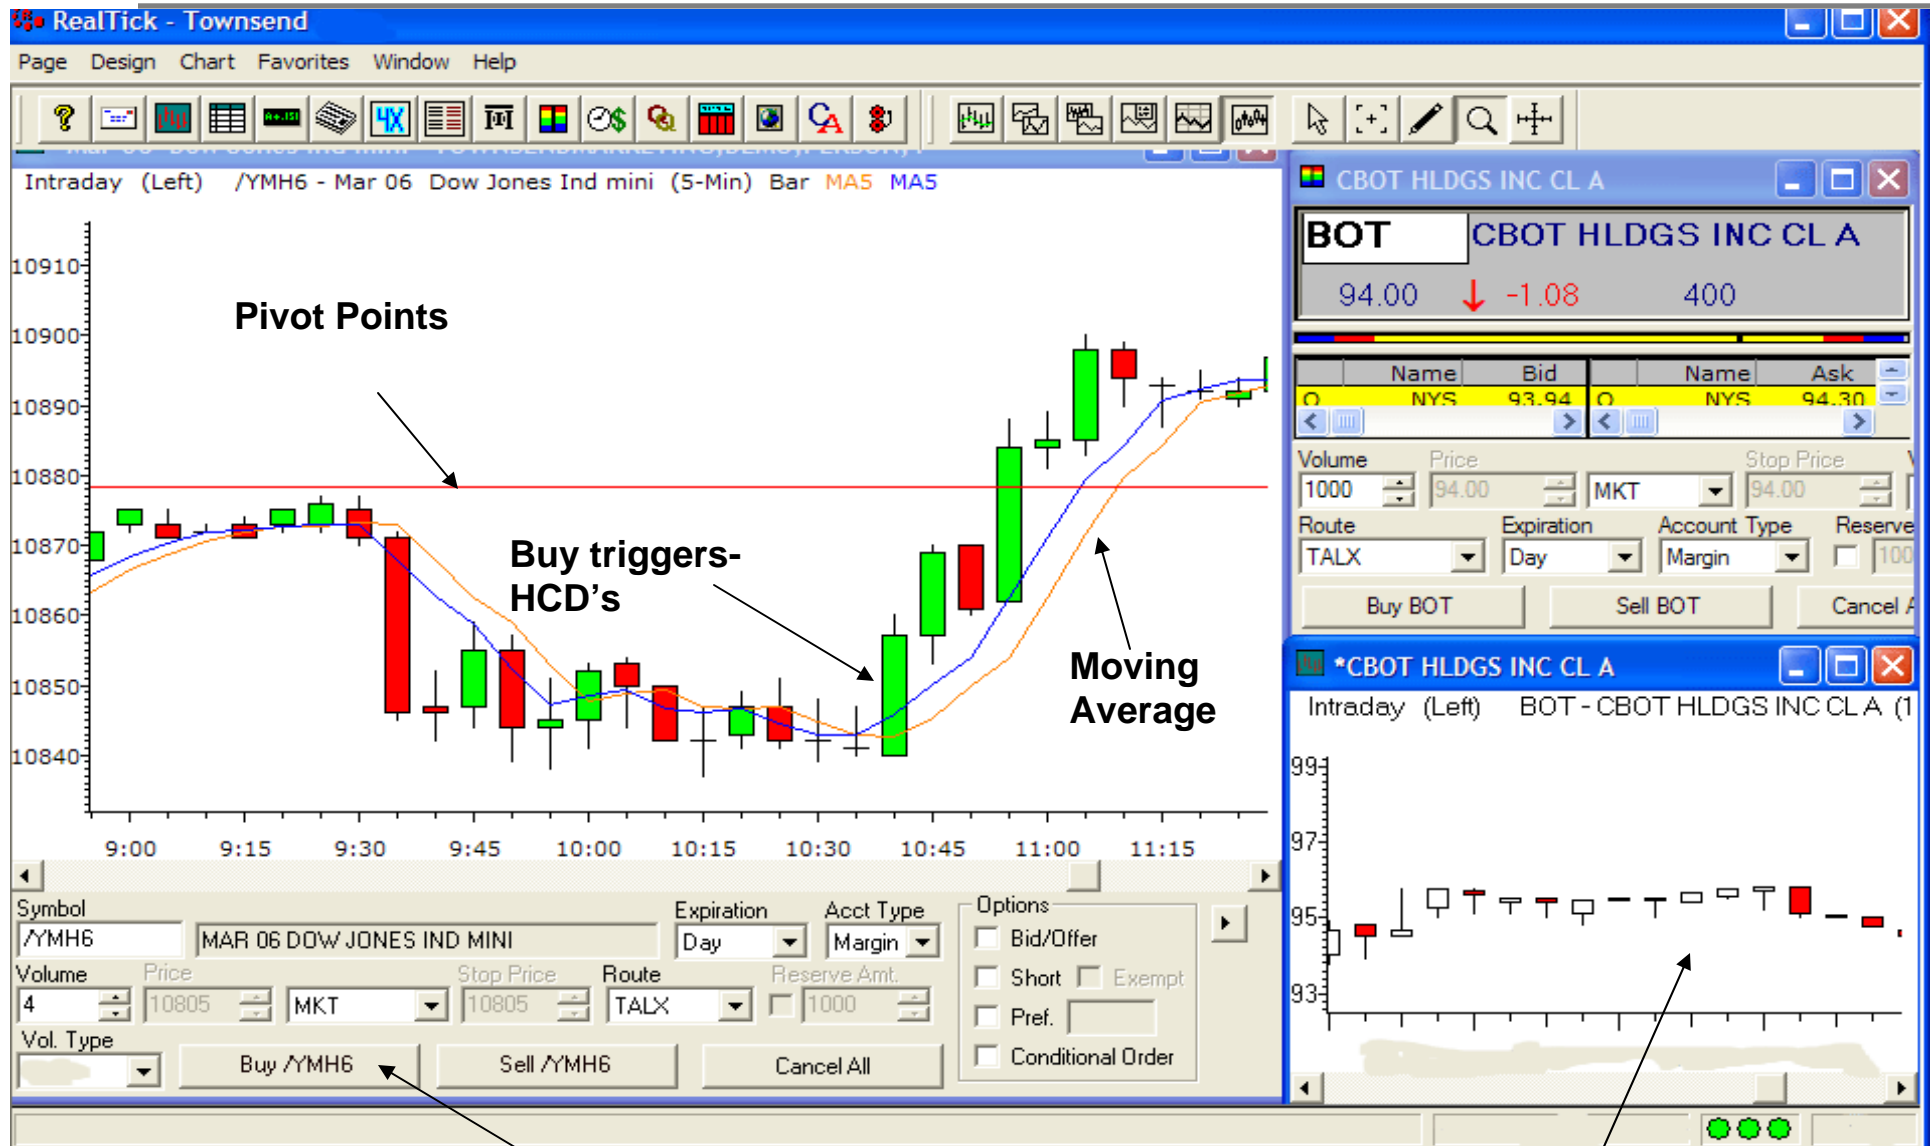 RealTick - Townsend
Page Design Chart Favorites Window Help
Intraday (Left) /YMH6 - Mar 06 Dow Jones Ind mini (5-Min) Bar MA5 MA5
10910
10900
10890
10880
10870
10860
10850
10840
Pivot Points
Buy triggers-
HCD's
Moving
Average
9:00 9:15 9:30 9:45 10:00 10:15 10:30 10:45 11:00 11:15
Symbol Expiration Acct Type Options
/YMH6 MAR 06 DOW JONES IND MINI Day Margin Bid/Offer
Volume Price Stop Price Route Reserve Amt. Short Exempt
4 10805 MKT 10805 TALX 1000 Pref.
Vol. Type
Buy /YMH6 Sell /YMH6 Cancel All Conditional Order
CBOT HLDGS INC CL A
BOT CBOT HLDGS INC CL A
94.00 -1.08 400
Name Bid Name Ask
O NYS 93.94 O NYS 94.30
Volume Price Stop Price
1000 94.00 MKT 94.00
Route Expiration Account Type Reserve
TALX Day Margin 100
Buy BOT Sell BOT Cancel A
*CBOT HLDGS INC CL A
Intraday (Left) BOT - CBOT HLDGS INC CL A (1
99
97
95
93